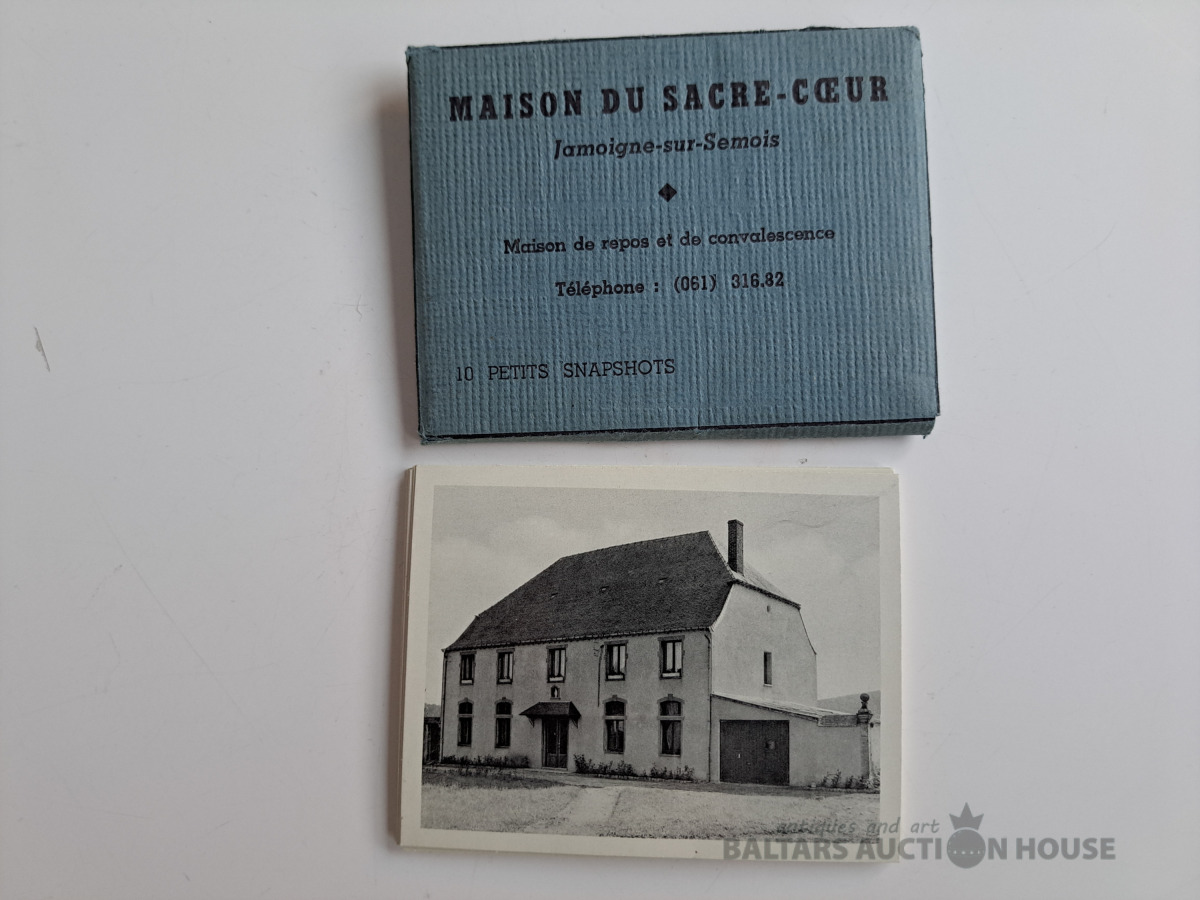 MAISON DU SACRE-CŒUR
Jamoigne-sur-Semois
Maison de repos et de convalescence
Téléphone : (061) 316.82
10 PETITS SNAPSHOTS
antiques and art
BALTARS AUCTION HOUSE